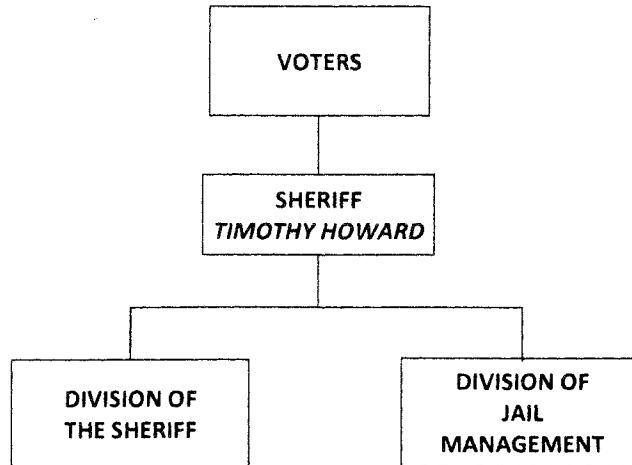 VOTERS
SHERIFF
TIMOTHY HOWARD
DIVISION OF
THE SHERIFF
DIVISION OF
JAIL
MANAGEMENT